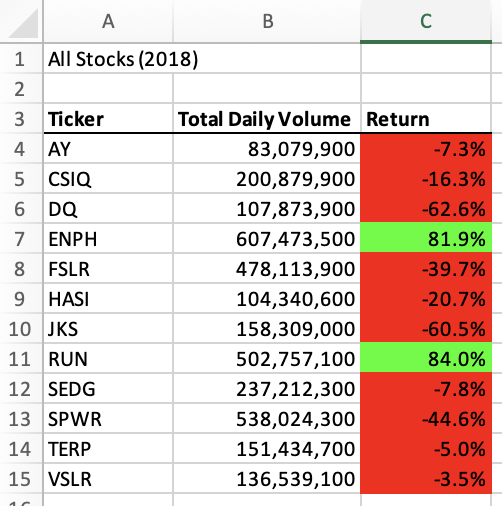 A B C
1 All Stocks (2018)
2
3 Ticker Total Daily Volume Return
4 AY 83,079,900 -7.3%
5 CSIQ 200,879,900 -16.3%
6 DQ 107,873,900 -62.6%
7 ENPH 607,473,500 81.9%
8 FSLR 478,113,900 -39.7%
9 HASI 104,340,600 -20.7%
10 JKS 158,309,000 -60.5%
11 RUN 502,757,100 84.0%
12 SEDG 237,212,300 -7.8%
13 SPWR 538,024,300 -44.6%
14 TERP 151,434,700 -5.0%
15 VSLR 136,539,100 -3.5%